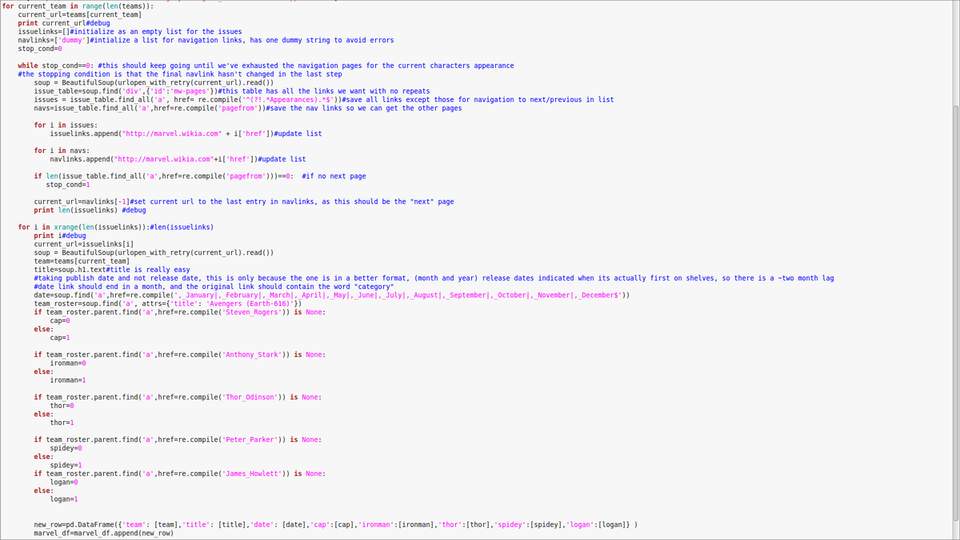 for current_team in range(len(teams)):
    current_url=teams[current_team]
    print current_url#debug
    issuelinks=[]#initialize as an empty list for the issues
    navlinks=['dummy']#intialize a list for navigation links, has one dummy string to avoid errors
    stop_cond=0
    while stop_cond==0: #this should keep going until we've exhausted the navigation pages for the current characters appearance
    #the stopping condition is that the final navlink hasn't changed in the last step
        soup = BeautifulSoup(urlopen_with_retry(current_url).read())
        issue_table=soup.find('div',{'id':'mw-pages'})#this table has all the links we want with no repeats
        issues = issue_table.find_all('a', href= re.compile('^(?!.*Appearances).*$'))#save all links except those for navigation to next/previous in list
        navs=issue_table.find_all('a',href=re.compile('pagefrom'))#save the nav links so we can get the other pages
        for i in issues:
            issuelinks.append("http://marvel.wikia.com" + i['href'])#update list
        for i in navs:
            navlinks.append("http://marvel.wikia.com"+i['href'])#update list
        if len(issue_table.find_all('a',href=re.compile('pagefrom')))==0:  #if no next page
           stop_cond=1
        current_url=navlinks[-1]#set current url to the last entry in navlinks, as this should be the "next" page
        print len(issuelinks) #debug
    for i in xrange(len(issuelinks)):#len(issuelinks)
        print i#debug
        current_url=issuelinks[i]
        soup = BeautifulSoup(urlopen_with_retry(current_url).read())
        team=teams[current_team]
        title=soup.h1.text#title is really easy
        #taking publish date and not release date, this is only because the one is in a better format, (month and year) release dates indicated when its actually first on shelves, so there is a ~two month lag
        #date link should end in a month, and the original link should contain the word "category"
        date=soup.find('a',href=re.compile(',_January|,_February|,_March|,_April|,_May|,_June|,_July|,_August|,_September|,_October|,_November|,_December$'))
        team_roster=soup.find('a', attrs={'title': 'Avengers (Earth-616)'})
        if team_roster.parent.find('a',href=re.compile('Steven_Rogers')) is None:
            cap=0
        else:
            cap=1
        if team_roster.parent.find('a',href=re.compile('Anthony_Stark')) is None:
            ironman=0
        else:
            ironman=1
        if team_roster.parent.find('a',href=re.compile('Thor_Odinson')) is None:
            thor=0
        else:
            thor=1
        if team_roster.parent.find('a',href=re.compile('Peter_Parker')) is None:
            spidey=0
        else:
            spidey=1
        if team_roster.parent.find('a',href=re.compile('James_Howlett')) is None:
            logan=0
        else:
            logan=1
        new_row=pd.DataFrame({'team': [team],'title': [title],'date': [date],'cap':[cap],'ironman':[ironman],'thor':[thor],'spidey':[spidey],'logan':[logan]} )
        marvel_df=marvel_df.append(new_row)